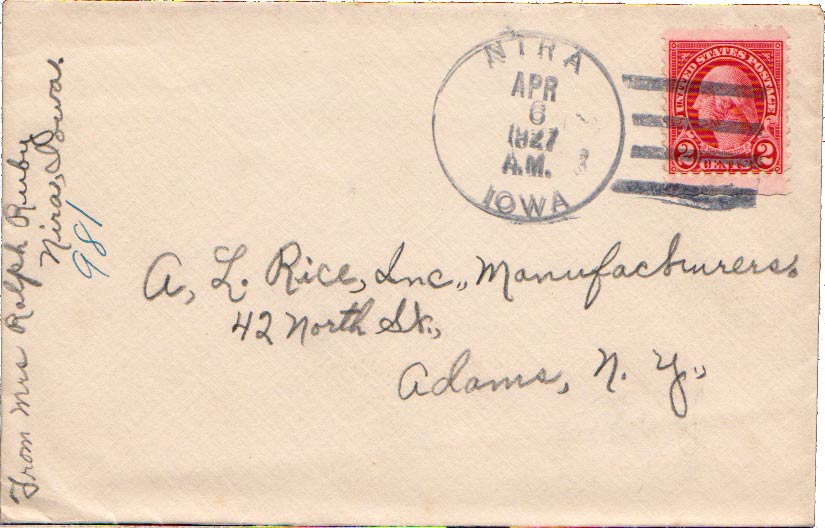 From Mrs Ralph Ruby
Nira, Iowa.
981
NIRA
APR
6
1927
A.M.
IOWA
UNITED STATES POSTAGE
2 CENTS 2
A. L. Rice, Inc., Manufacturers.
42 North St.,
Adams, N. Y.,